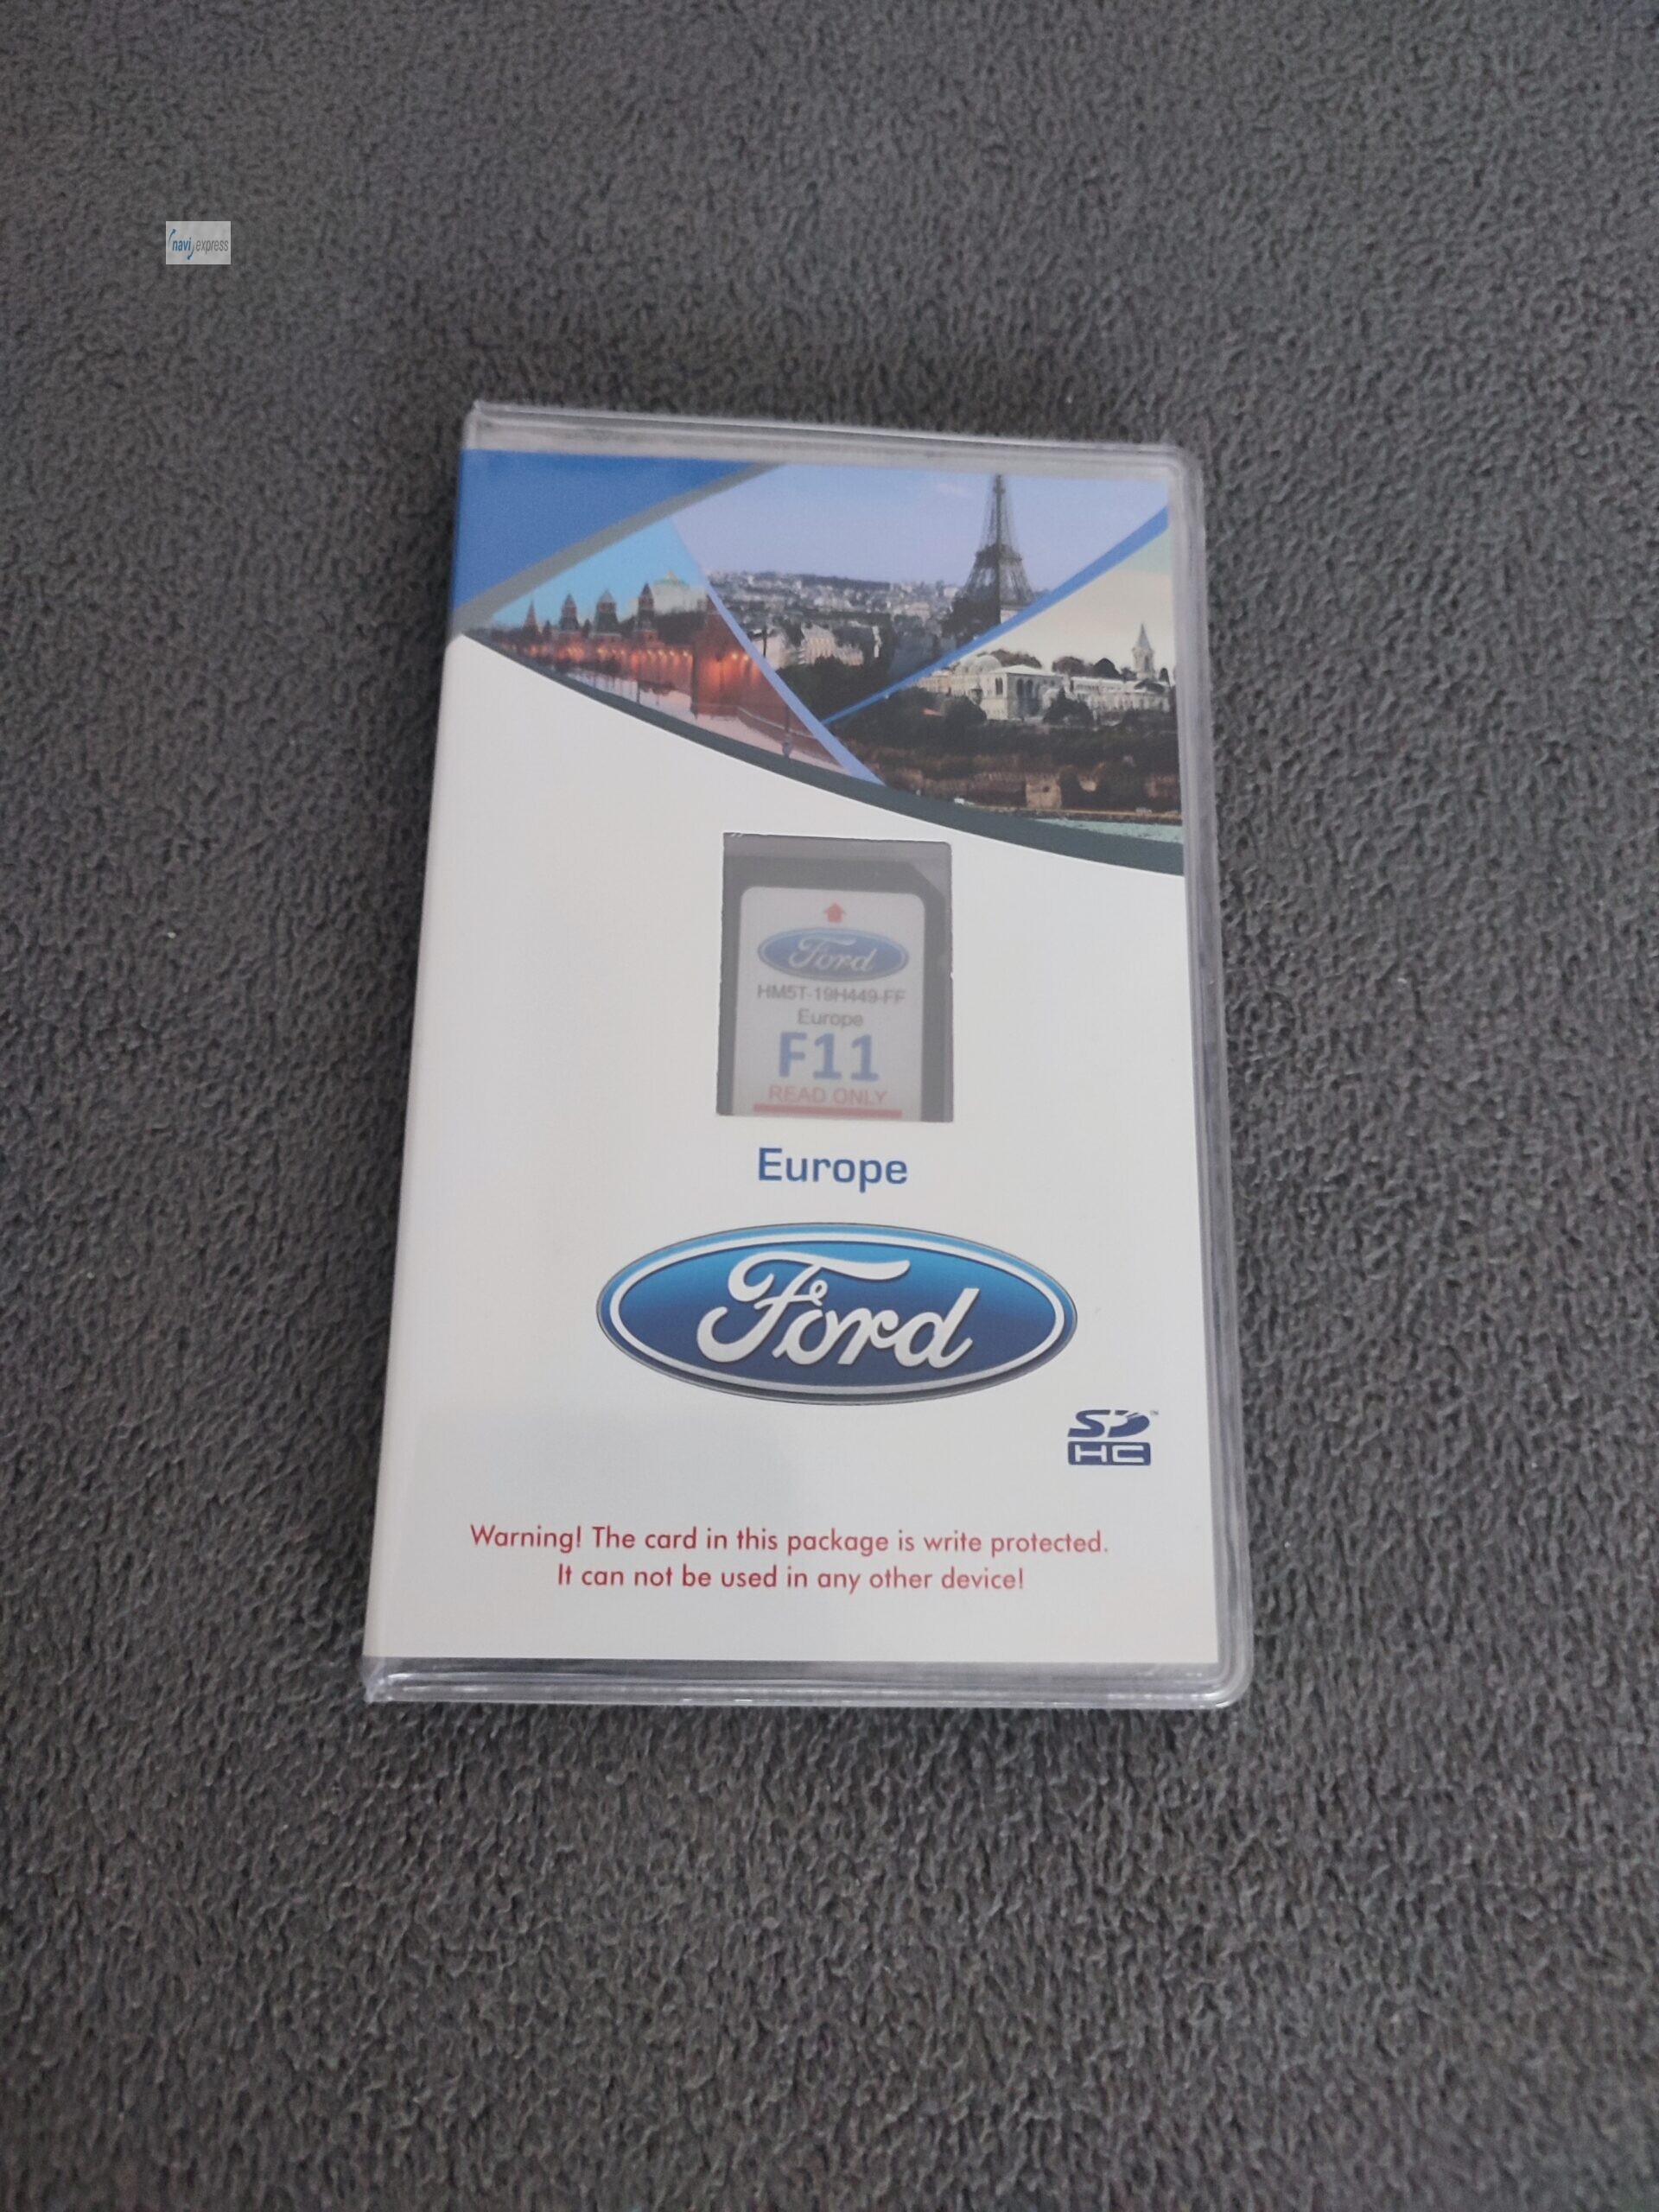 navi express
Ford
HM5T-19H449-FF
Europe
F11
READ ONLY
Europe
Ford
SD™
HC
Warning! The card in this package is write protected.
It can not be used in any other device!